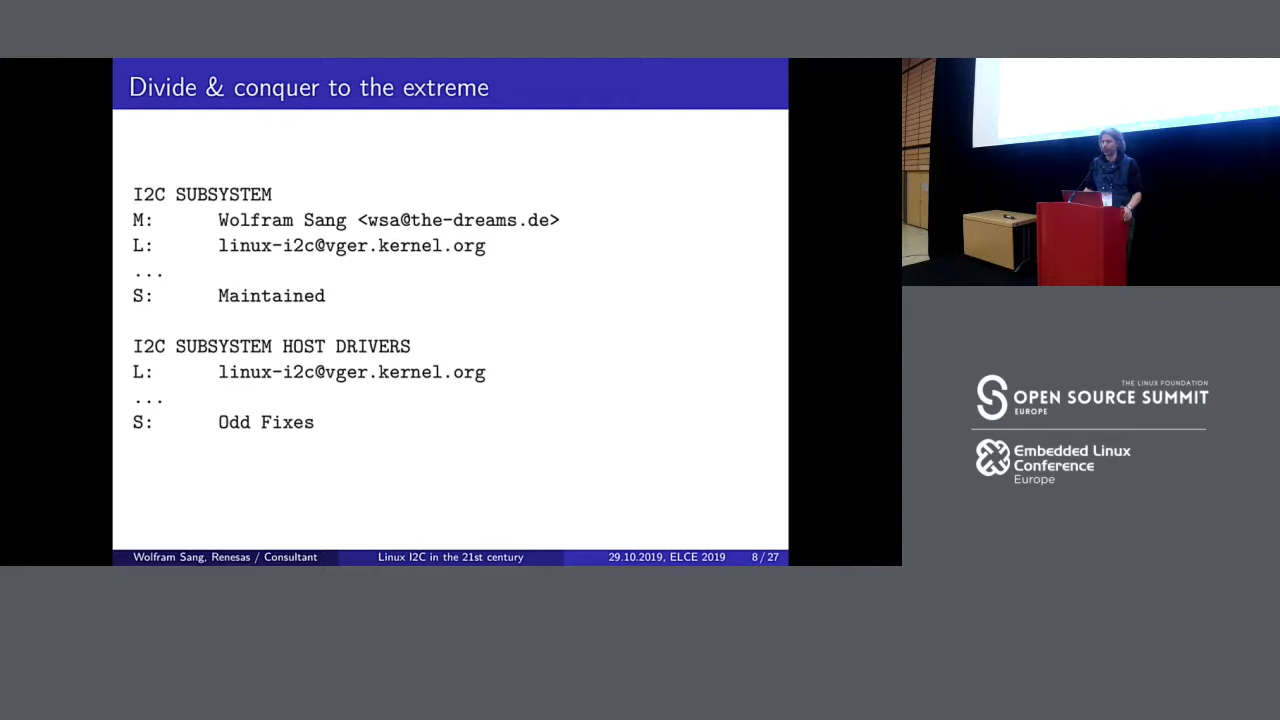 Divide & conquer to the extreme
I2C SUBSYSTEM
M: Wolfram Sang <wsa@the-dreams.de>
L: linux-i2c@vger.kernel.org
...
S: Maintained
I2C SUBSYSTEM HOST DRIVERS
L: linux-i2c@vger.kernel.org
...
S: Odd Fixes
Wolfram Sang, Renesas / Consultant
Linux I2C in the 21st century
29.10.2019, ELCE 2019
8 / 27
THE LINUX FOUNDATION
OPEN SOURCE SUMMIT
EUROPE
Embedded Linux
Conference
Europe